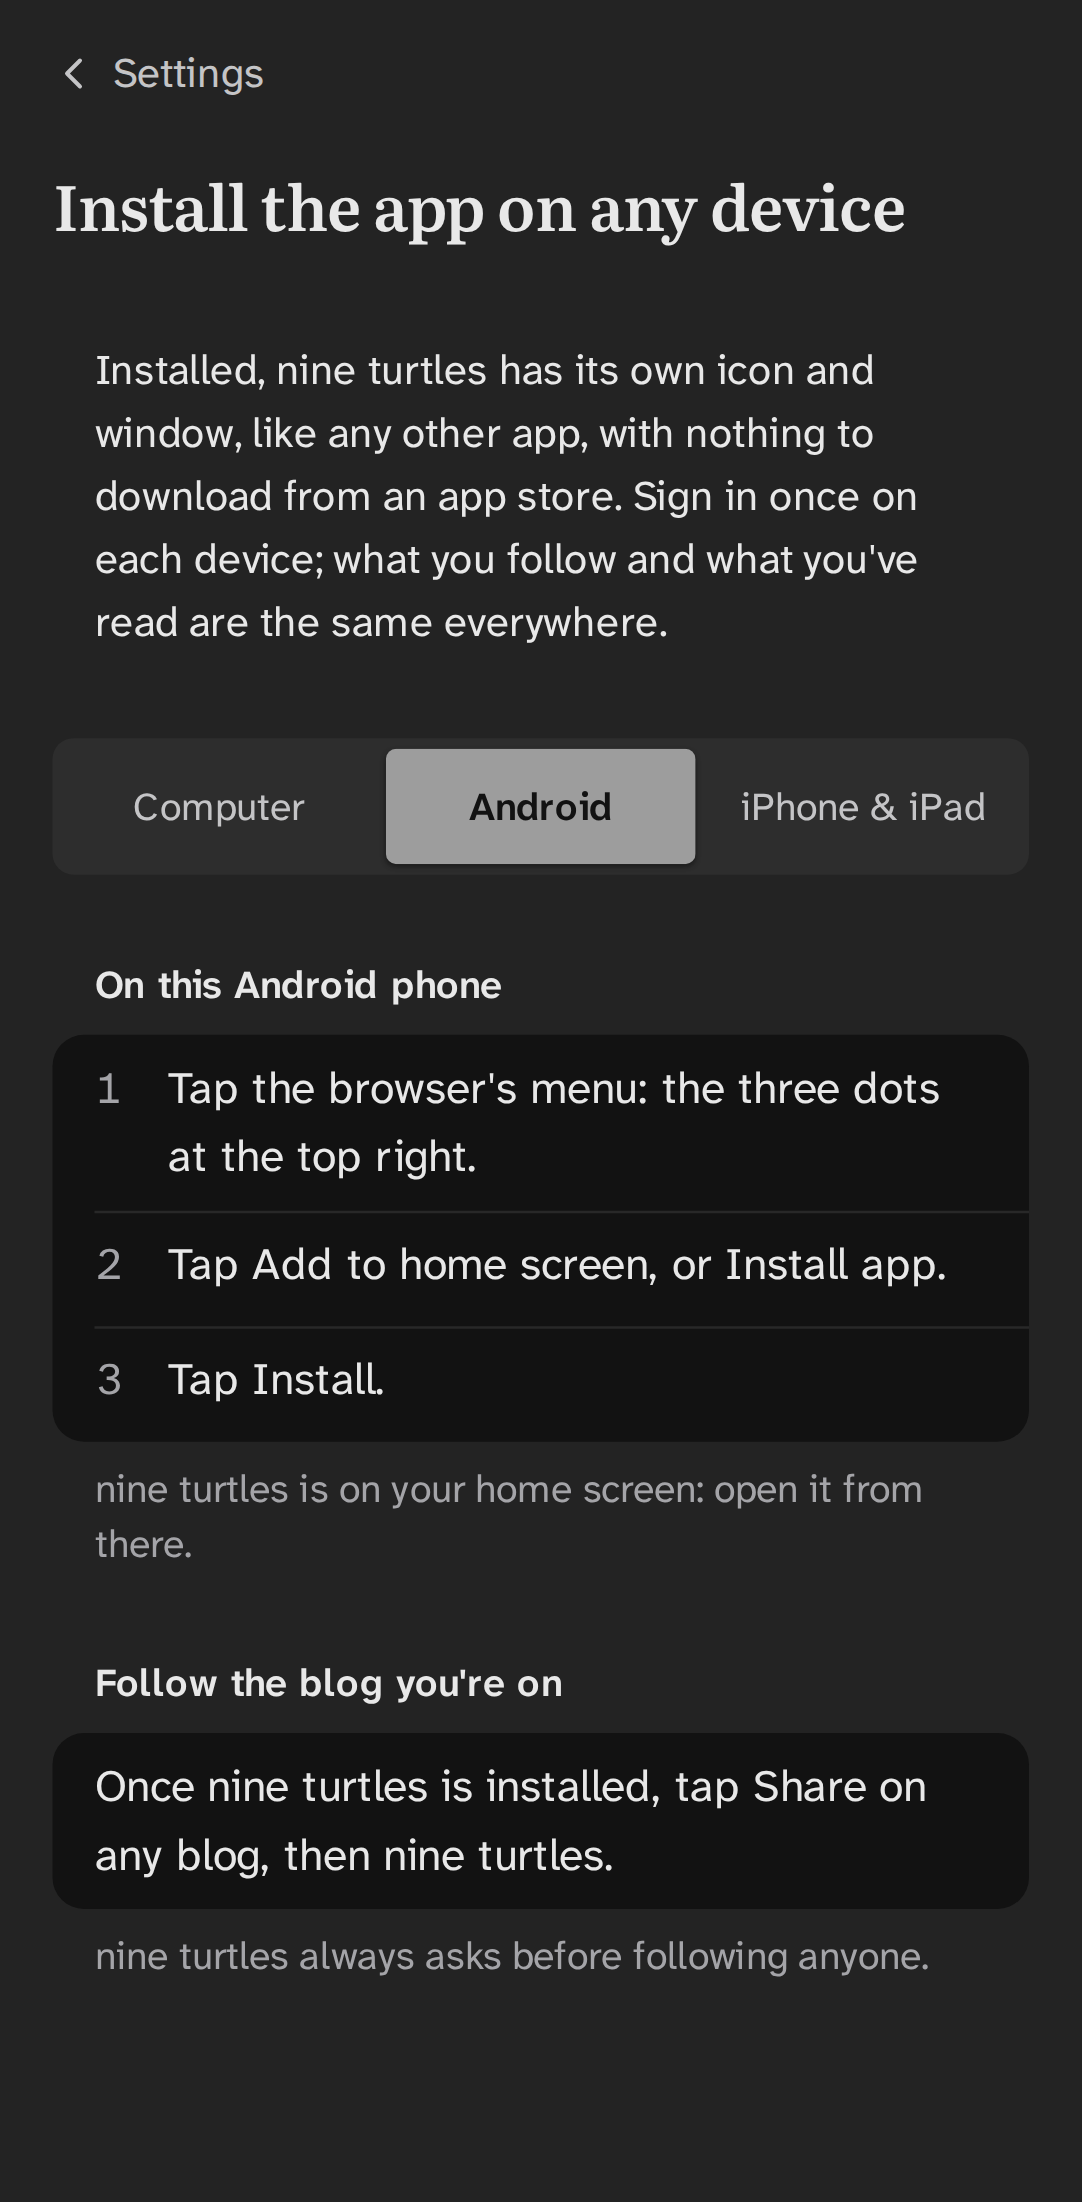 Settings
Install the app on any device
Installed, nine turtles has its own icon and
window, like any other app, with nothing to
download from an app store. Sign in once on
each device; what you follow and what you've
read are the same everywhere.
Computer
Android
iPhone & iPad
On this Android phone
1 Tap the browser's menu: the three dots
at the top right.
2 Tap Add to home screen, or Install app.
3 Tap Install.
nine turtles is on your home screen: open it from
there.
Follow the blog you're on
Once nine turtles is installed, tap Share on
any blog, then nine turtles.
nine turtles always asks before following anyone.